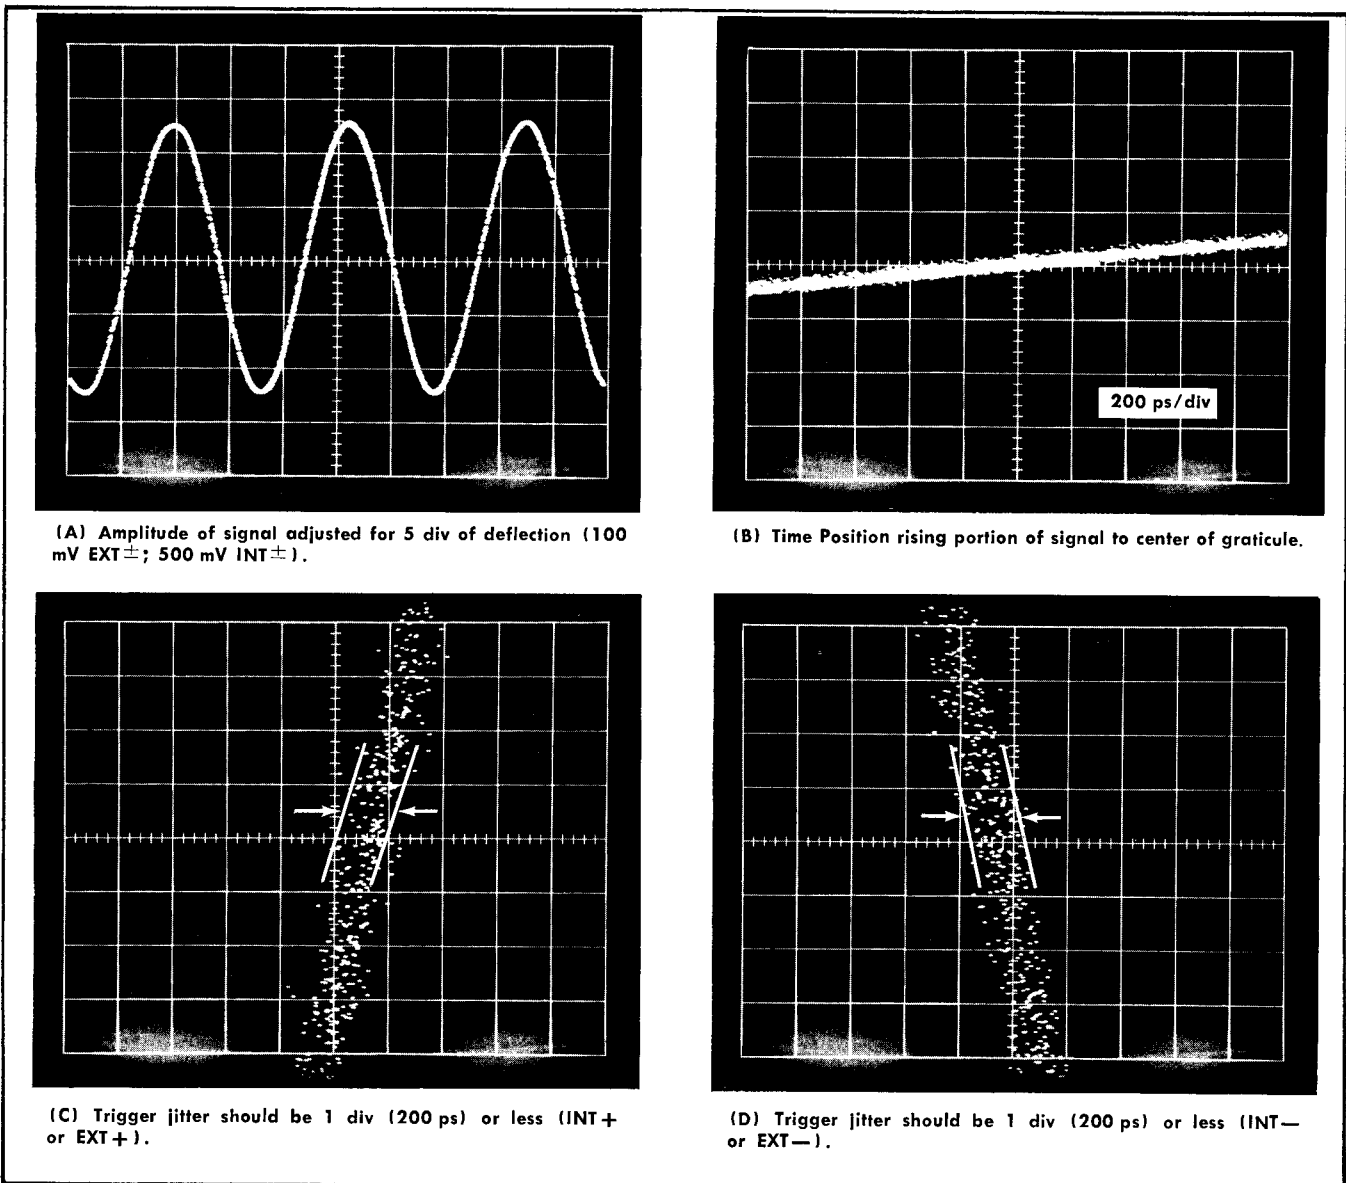 (A) Amplitude of signal adjusted for 5 div of deflection (100
mV EXT±; 500 mV INT±).
200 ps/div
(B) Time Position rising portion of signal to center of graticule.
(C) Trigger jitter should be 1 div (200 ps) or less (INT+
or EXT+).
(D) Trigger jitter should be 1 div (200 ps) or less (INT—
or EXT—).